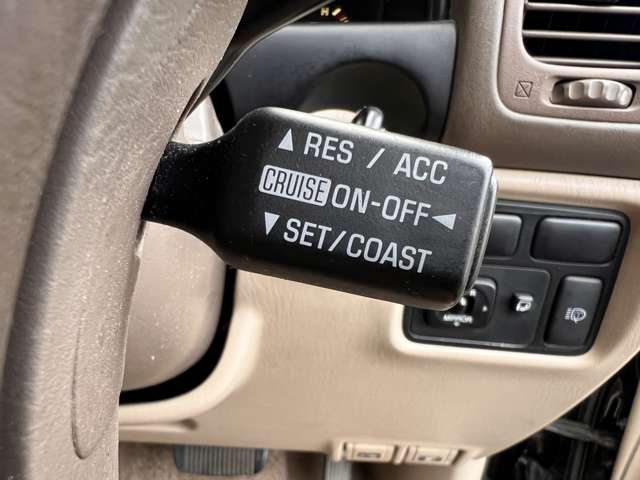 H
▲ RES / ACC
CRUISE ON-OFF ◄
▼ SET/COAST
MIRROR